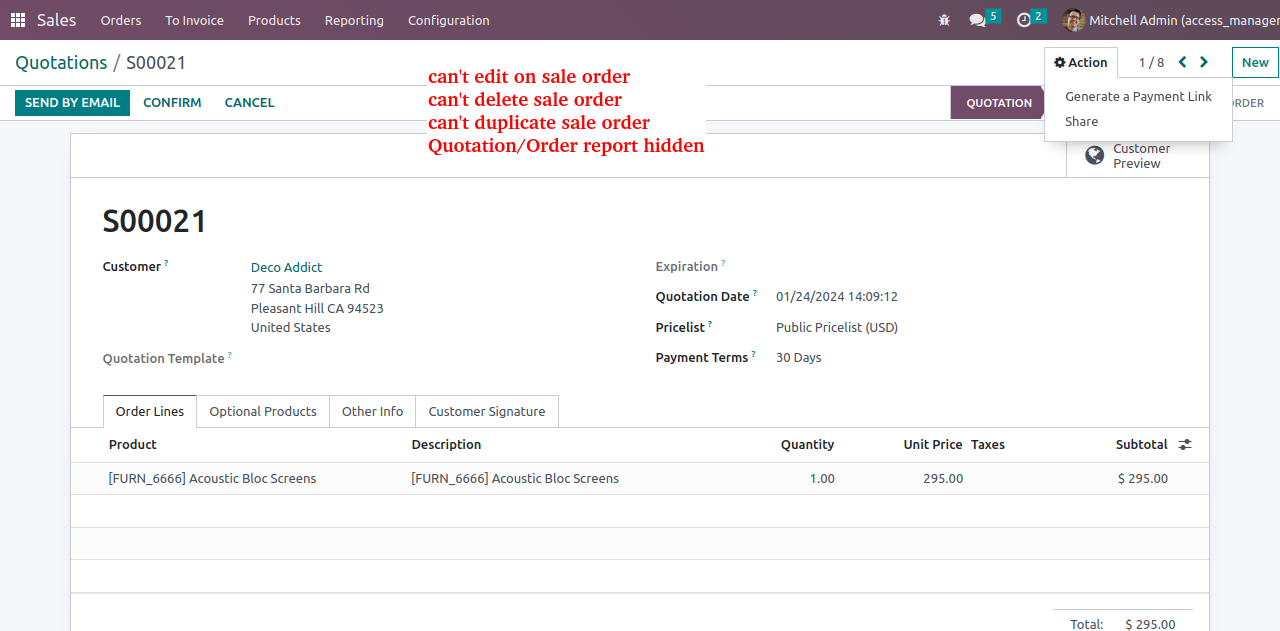 Sales Orders To Invoice Products Reporting Configuration 5 2 Mitchell Admin (access_manager
Quotations / S00021 Action 1 / 8 New
can't edit on sale order
can't delete sale order
can't duplicate sale order
Quotation/Order report hidden
Generate a Payment Link
Share
SEND BY EMAIL CONFIRM CANCEL QUOTATION ORDER
Customer
Preview
S00021
Customer ? Deco Addict
77 Santa Barbara Rd
Pleasant Hill CA 94523
United States
Quotation Template ?
Expiration ?
Quotation Date ? 01/24/2024 14:09:12
Pricelist ? Public Pricelist (USD)
Payment Terms ? 30 Days
Order Lines Optional Products Other Info Customer Signature
Product Description Quantity Unit Price Taxes Subtotal
[FURN_6666] Acoustic Bloc Screens [FURN_6666] Acoustic Bloc Screens 1.00 295.00 $ 295.00
Total: $ 295.00